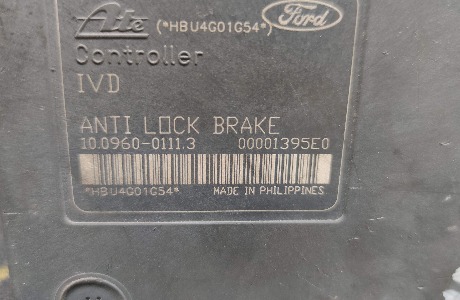 Ate (*HBU4G01G54*) Ford
Controller
IVD
ANTI LOCK BRAKE
10.0960-0111.3 00001395E0
*HBU4G01G54* MADE IN PHILIPPINES